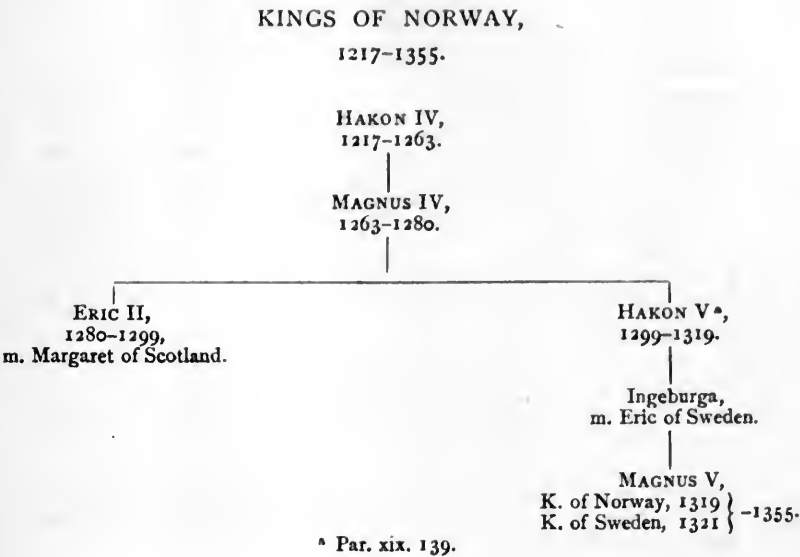 KINGS OF NORWAY,
1217–1355.
HAKON IV,
1217–1263.
MAGNUS IV,
1263–1280.
ERIC II,
1280–1299,
m. Margaret of Scotland.
HAKON V ᵃ,
1299–1319.
Ingeburga,
m. Eric of Sweden.
MAGNUS V,
K. of Norway, 1319
K. of Sweden, 1321 } –1355.
ᵃ Par. xix. 139.